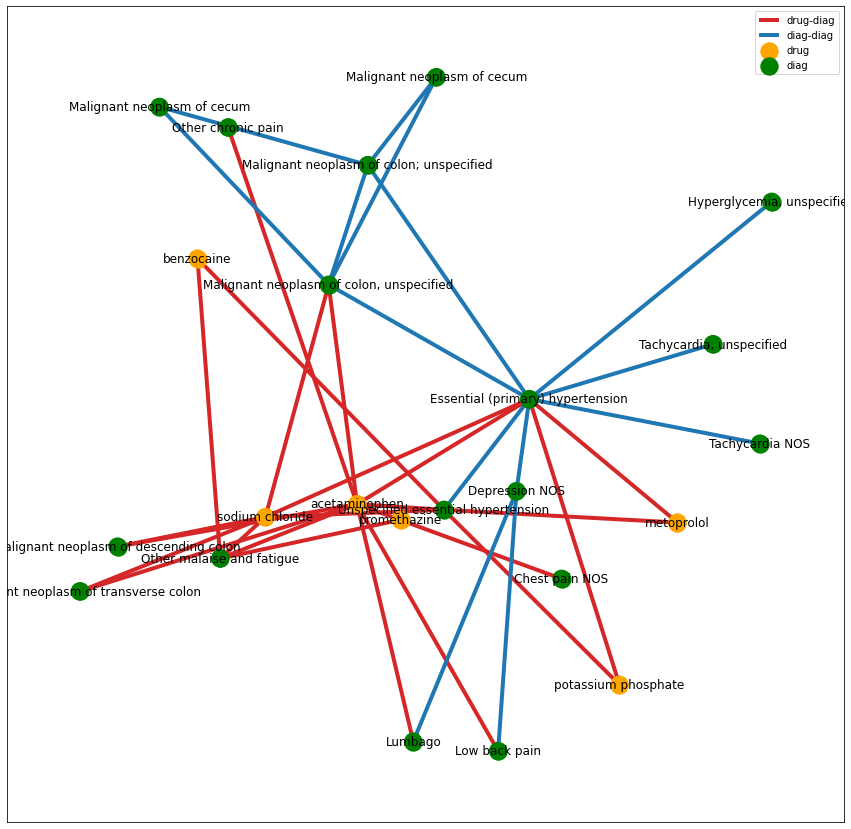 drug-diag
diag-diag
drug
diag
Malignant neoplasm of cecum
Malignant neoplasm of cecum
Other chronic pain
Malignant neoplasm of colon; unspecified
Hyperglycemia, unspecifie
benzocaine
Malignant neoplasm of colon, unspecified
Tachycardia, unspecified
Essential (primary) hypertension
Tachycardia NOS
Depression NOS
acetaminophen
Unspecified essential hypertension
sodium chloride
promethazine
metoprolol
alignant neoplasm of descending colon
Other malaise and fatigue
Chest pain NOS
nt neoplasm of transverse colon
potassium phosphate
Lumbago
Low back pain